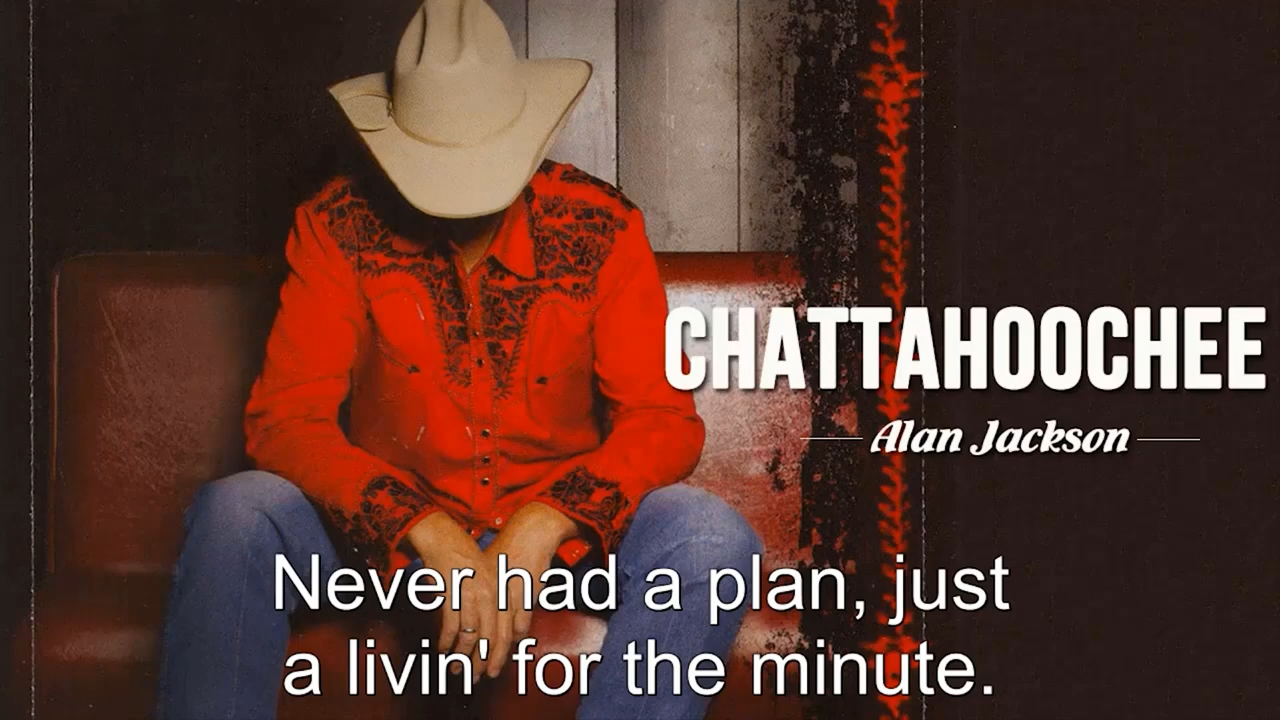 CHATTAHOOCHEE
Alan Jackson
Never had a plan, just
a livin' for the minute.